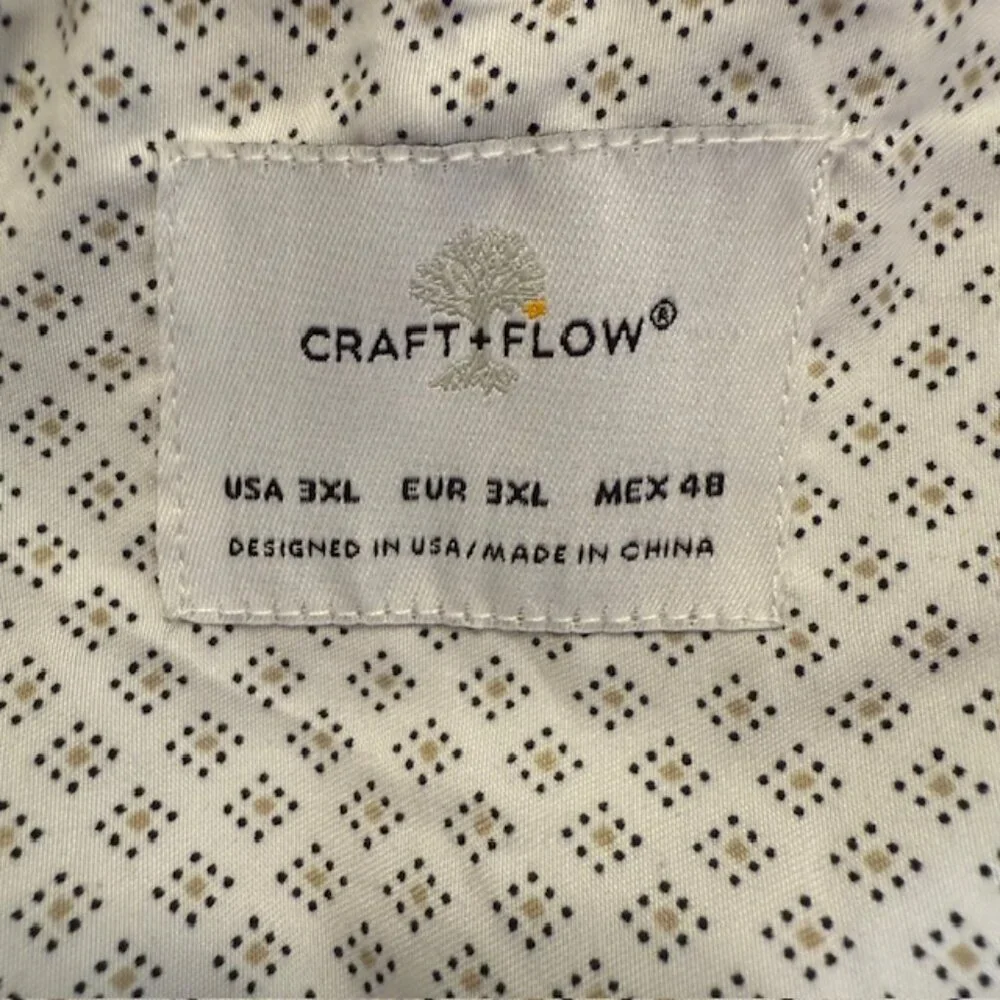 CRAFT+FLOW®
USA 3XL EUR 3XL MEX 48
DESIGNED IN USA/MADE IN CHINA